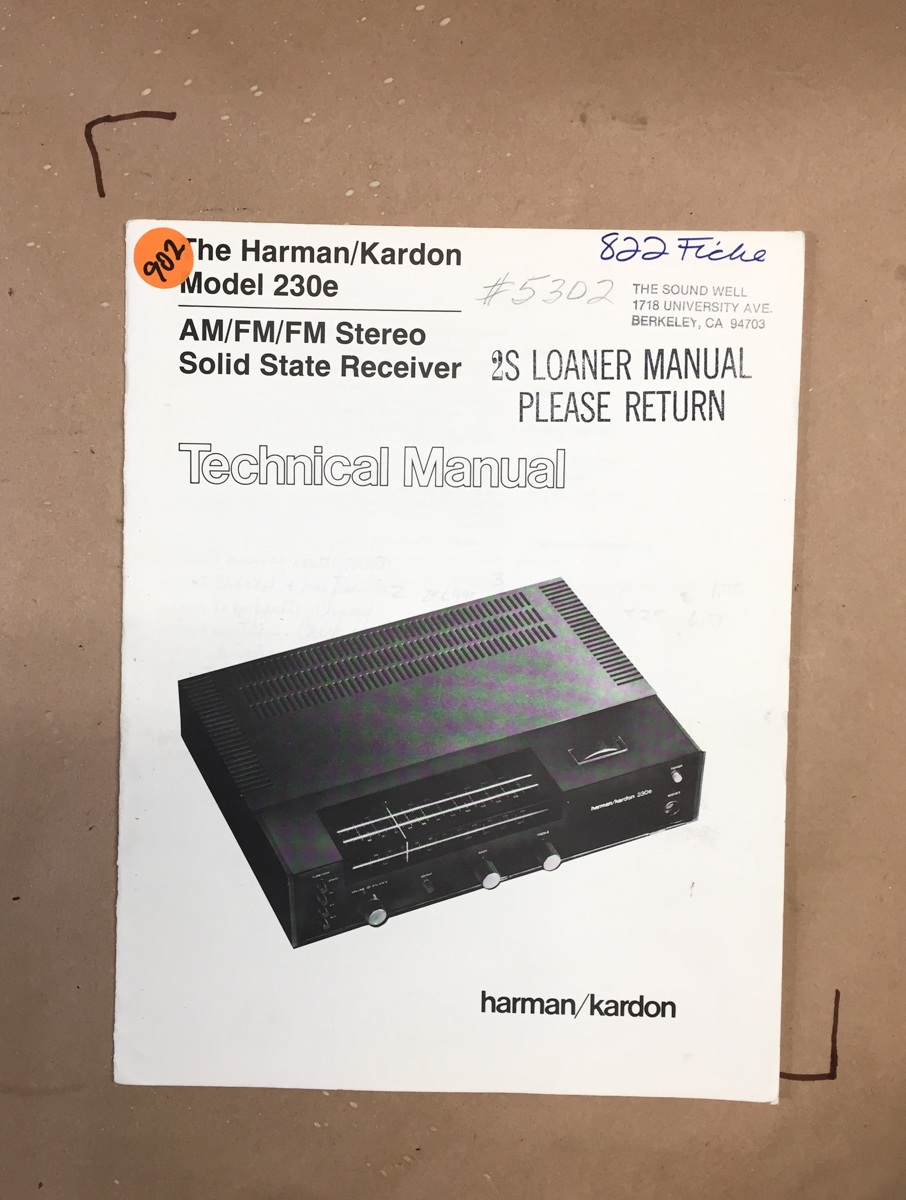 902
The Harman/Kardon
Model 230e
AM/FM/FM Stereo
Solid State Receiver
822 Fiche
#5302
THE SOUND WELL
1718 UNIVERSITY AVE.
BERKELEY, CA 94703
2S LOANER MANUAL
PLEASE RETURN
Technical Manual
harman/kardon 230e
harman/kardon